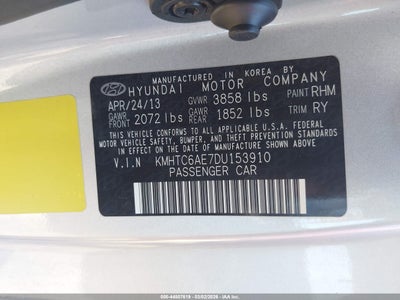 MANUFACTURED IN KOREA BY
HYUNDAI MOTOR COMPANY
APR/24/13 GVWR 3858 lbs PAINT RHM
GAWR FRONT 2072 lbs GAWR REAR 1852 lbs TRIM RY
THIS VEHICLE CONFORMS TO ALL APPLICABLE U.S.A. FEDERAL
MOTOR VEHICLE SAFETY, BUMPER, AND THEFT PREVENTION
STANDARDS IN EFFECT ON THE DATE OF MANUFACTURE
SHOWN ABOVE.
V.I.N KMHTC6AE7DU153910
PASSENGER CAR